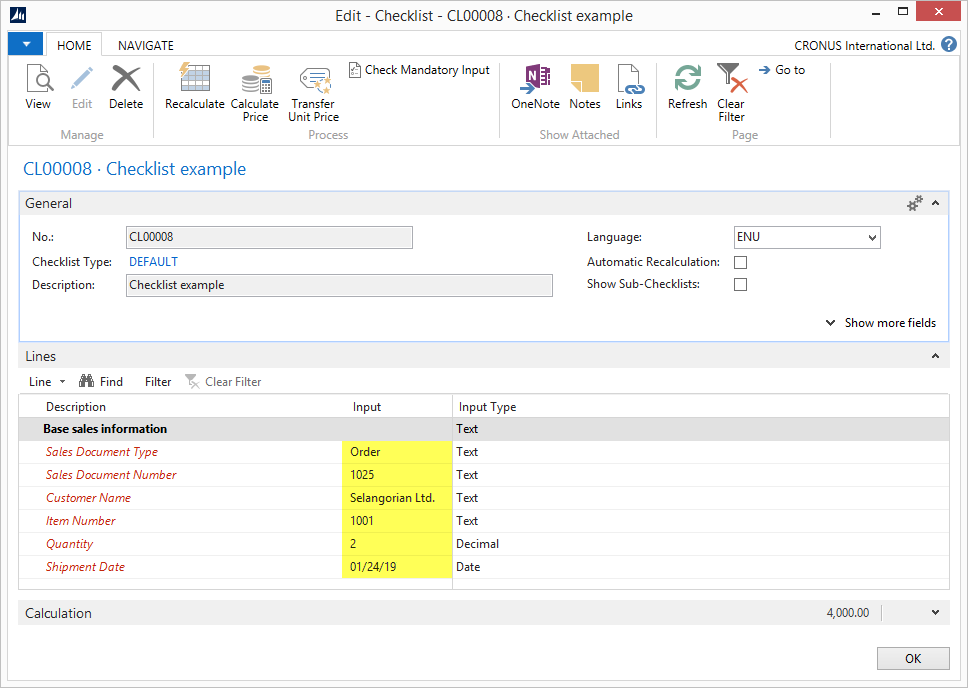 Edit - Checklist - CL00008 · Checklist example
HOME NAVIGATE CRONUS International Ltd. ?
View Edit Delete Recalculate Calculate Price Transfer Unit Price Check Mandatory Input OneNote Notes Links Refresh Clear Filter Go to
Manage Process Show Attached Page
CL00008 · Checklist example
General
No.: CL00008 Language: ENU
Checklist Type: DEFAULT Automatic Recalculation:
Description: Checklist example Show Sub-Checklists:
Show more fields
Lines
Line Find Filter Clear Filter
Description Input Input Type
Base sales information Text
Sales Document Type Order Text
Sales Document Number 1025 Text
Customer Name Selangorian Ltd. Text
Item Number 1001 Text
Quantity 2 Decimal
Shipment Date 01/24/19 Date
Calculation 4,000.00
OK